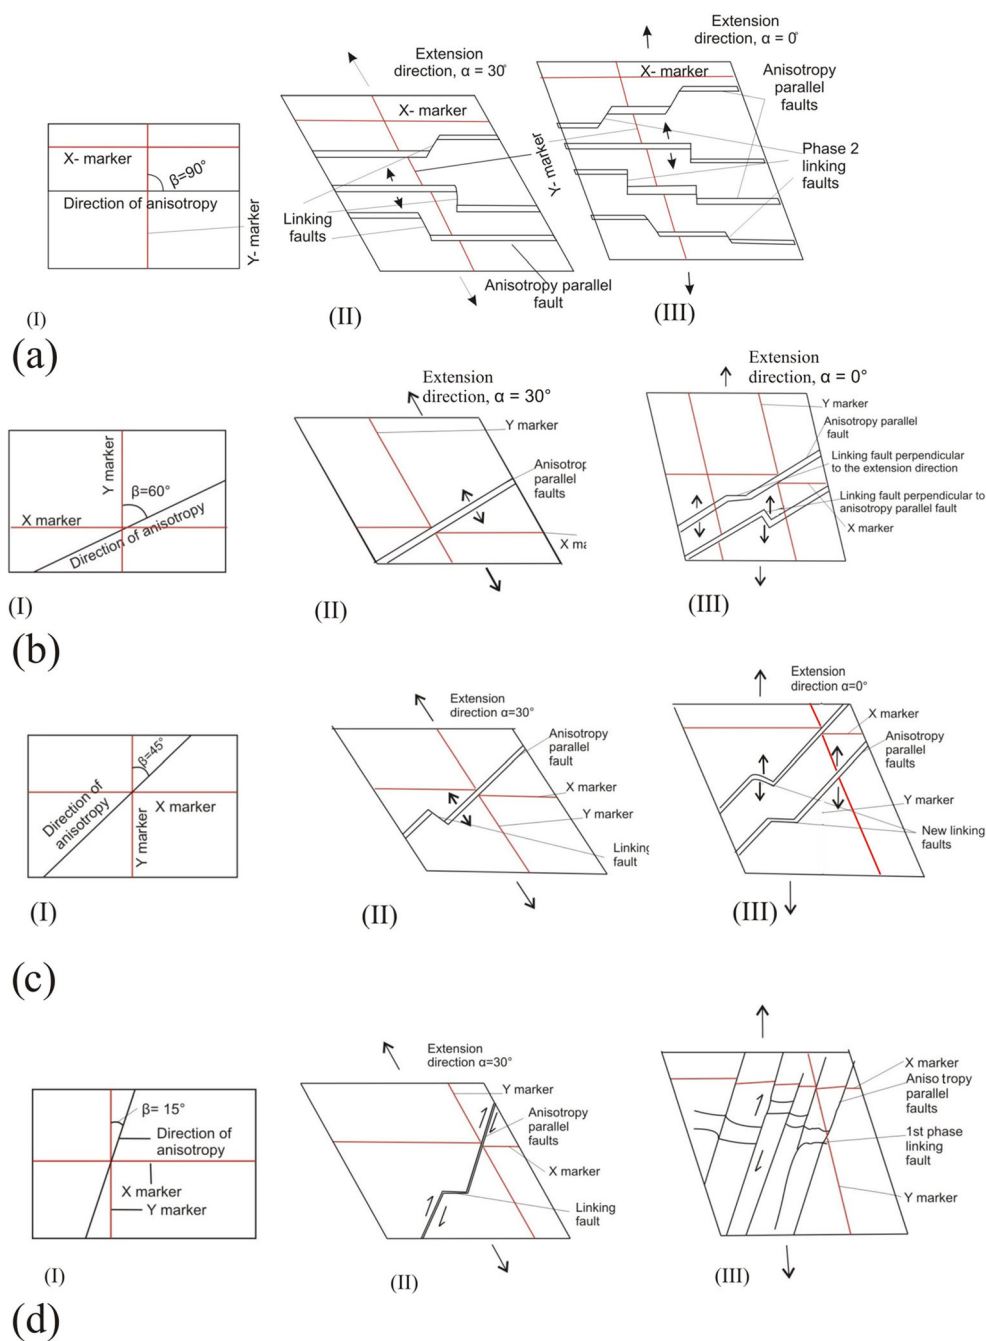 Extension
direction, α = 30°
Extension
direction, α = 0°
X- marker
Anisotropy
parallel
faults
X- marker
X- marker
β=90°
Direction of anisotropy
Y- marker
Y- marker
Phase 2
linking
faults
Linking
faults
Anisotropy parallel
fault
(I)
(II)
(III)
(a)
Extension
direction, α = 30°
Extension
direction, α = 0°
Y marker
Y marker
Y marker
Anisotropy parallel
fault
β=60°
Anisotrop
parallel
faults
Linking fault perpendicular
to the extension direction
X marker
Direction of anisotropy
Linking fault perpendicular to
anisotropy parallel fault
X ma
X marker
(I)
(II)
(III)
(b)
Extension
direction α=30°
Extension
direction α=0°
X marker
β=45°
Anisotropy
parallel
fault
Anisotropy
parallel
faults
Direction of
anisotropy
X marker
Y marker
X marker
Y marker
Y marker
Linking
fault
New linking
faults
(I)
(II)
(III)
(c)
Extension
direction α=30°
X marker
Y marker
Aniso tropy
parallel
faults
β= 15°
Anisotropy
parallel
faults
Direction of
anisotropy
1st phase
linking
fault
X marker
X marker
Y marker
Linking
fault
Y marker
(I)
(II)
(III)
(d)